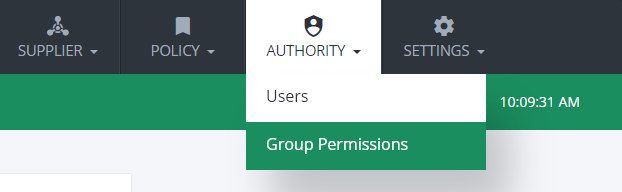 SUPPLIER POLICY AUTHORITY SETTINGS
Users
10:09:31 AM
Group Permissions